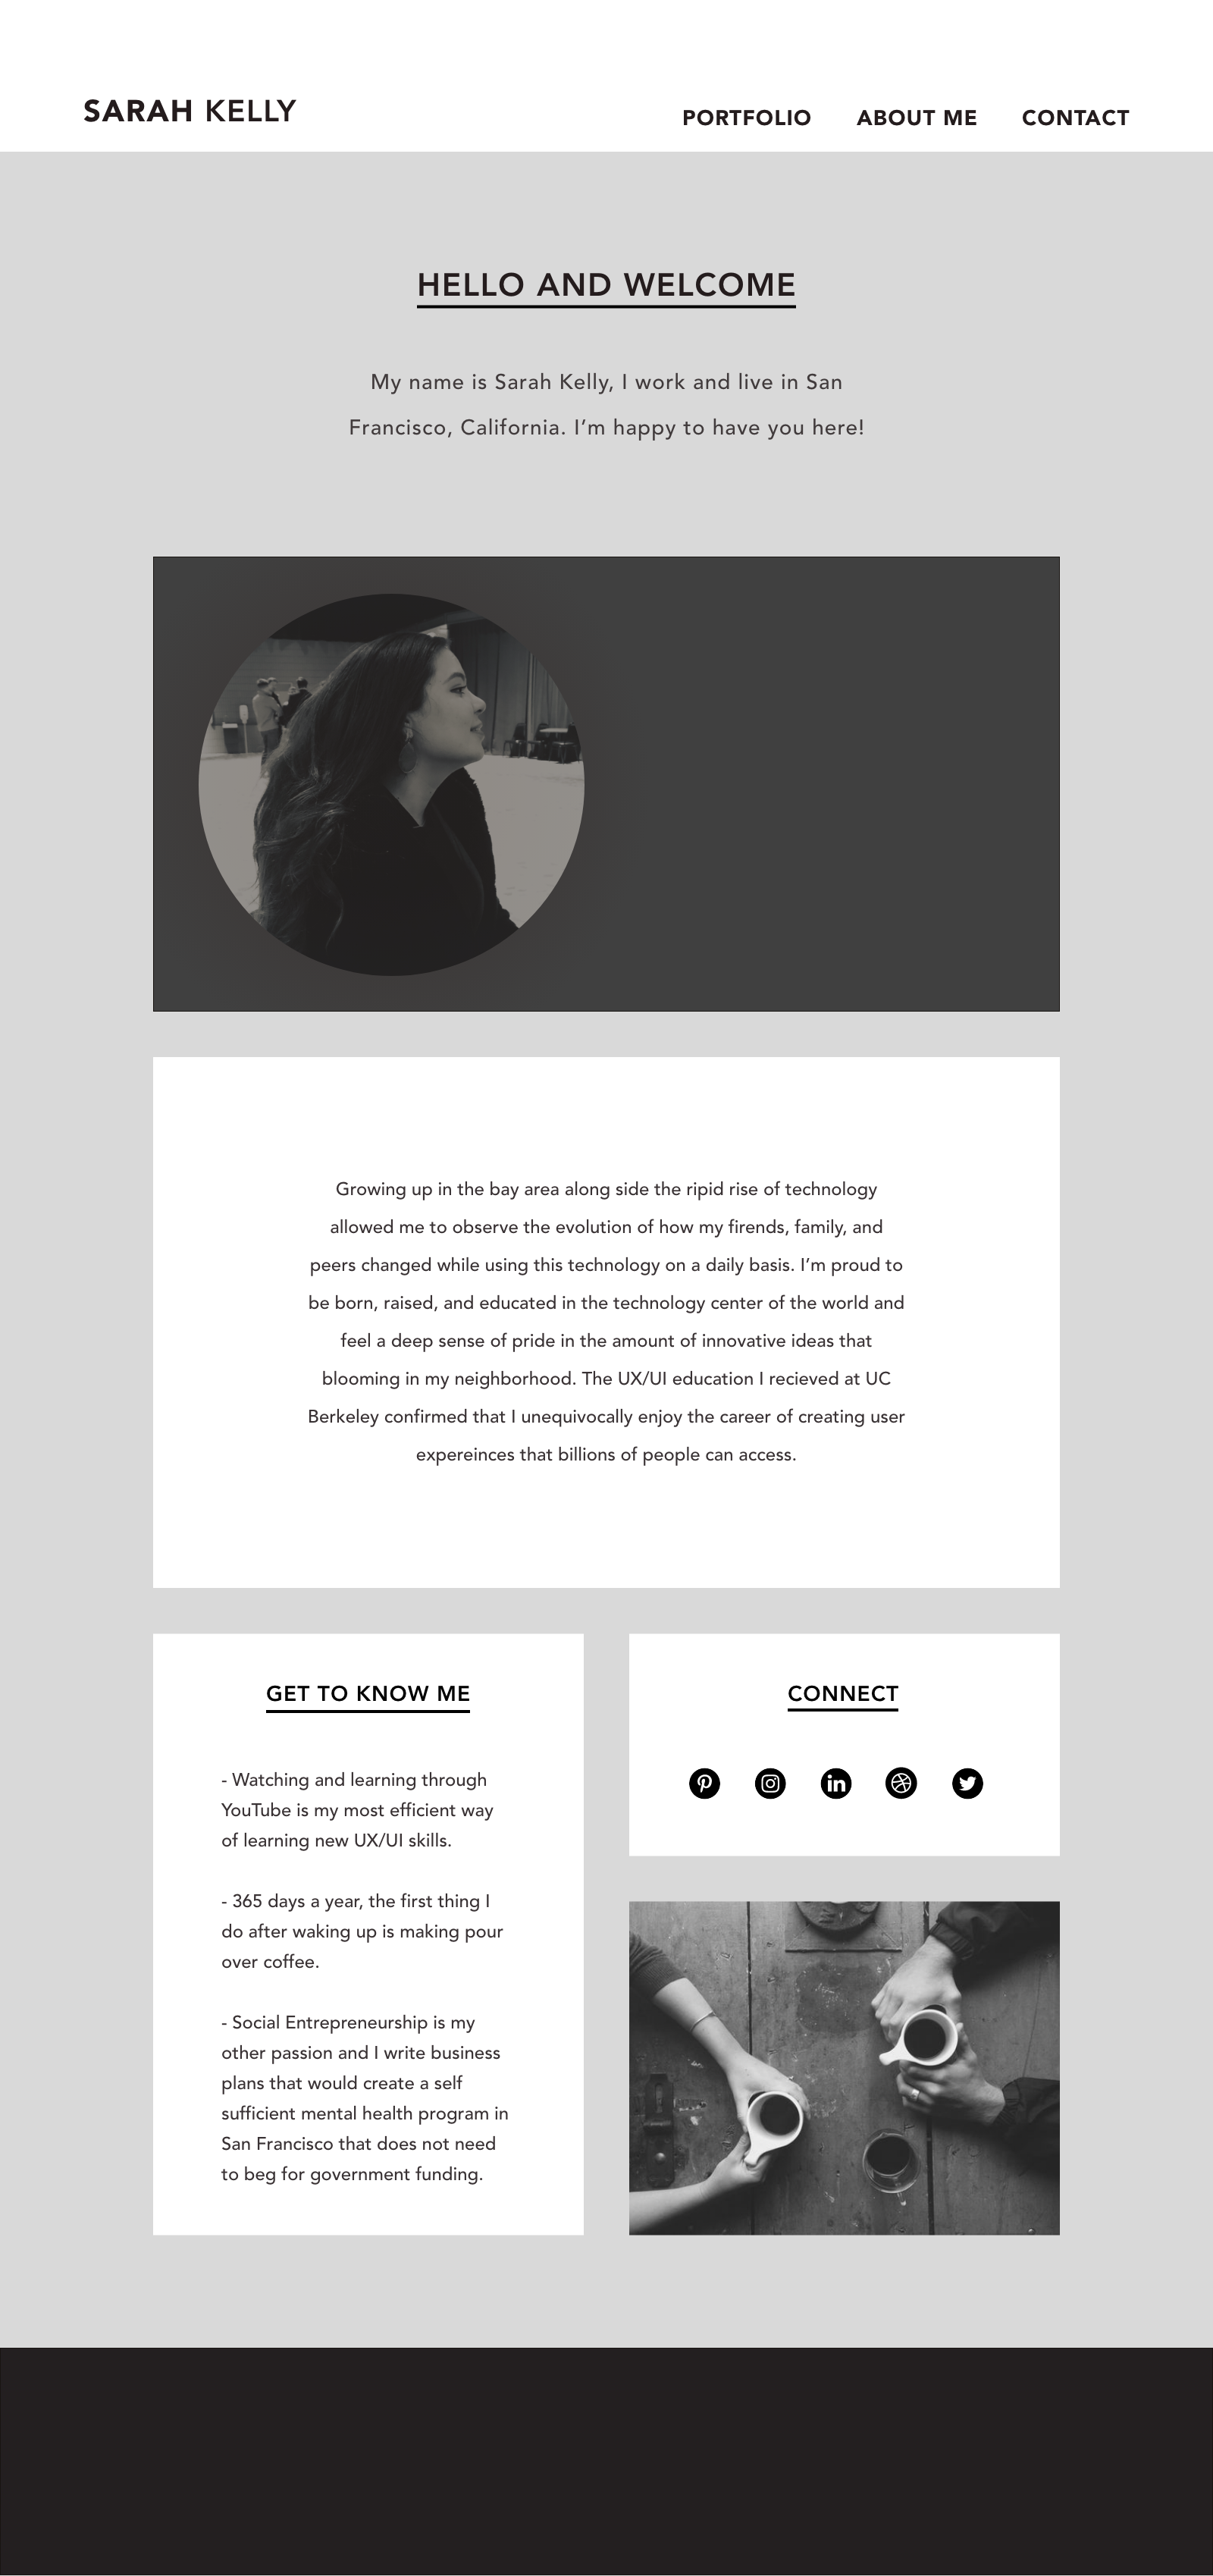 SARAH KELLY
PORTFOLIO ABOUT ME CONTACT
HELLO AND WELCOME
My name is Sarah Kelly, I work and live in San
Francisco, California. I’m happy to have you here!
Growing up in the bay area along side the ripid rise of technology
allowed me to observe the evolution of how my firends, family, and
peers changed while using this technology on a daily basis. I’m proud to
be born, raised, and educated in the technology center of the world and
feel a deep sense of pride in the amount of innovative ideas that
blooming in my neighborhood. The UX/UI education I recieved at UC
Berkeley confirmed that I unequivocally enjoy the career of creating user
expereinces that billions of people can access.
GET TO KNOW ME
- Watching and learning through
YouTube is my most efficient way
of learning new UX/UI skills.
- 365 days a year, the first thing I
do after waking up is making pour
over coffee.
- Social Entrepreneurship is my
other passion and I write business
plans that would create a self
sufficient mental health program in
San Francisco that does not need
to beg for government funding.
CONNECT